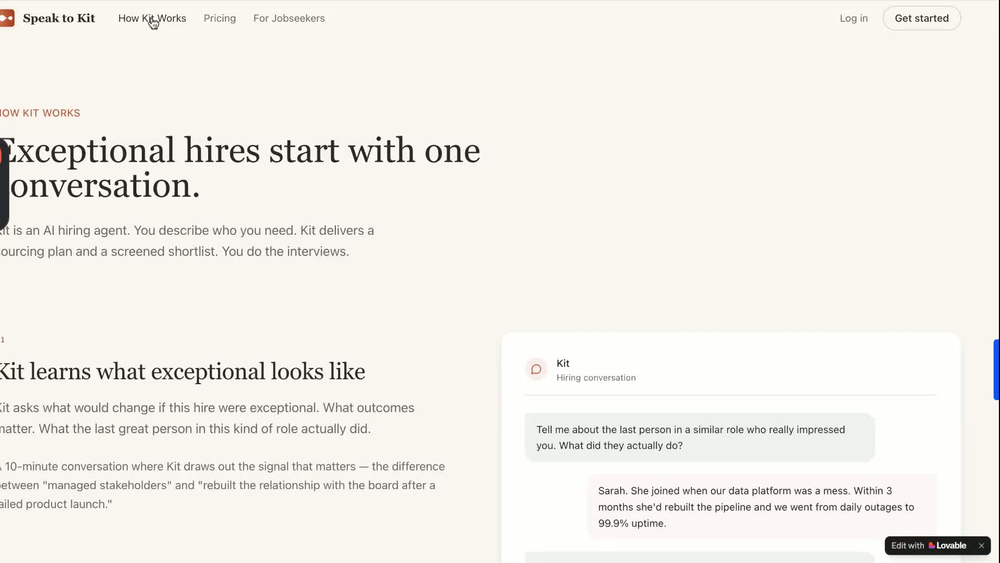 Speak to Kit
How Kit Works
Pricing
For Jobseekers
Log in
Get started
HOW KIT WORKS
Exceptional hires start with one
conversation.
Kit is an AI hiring agent. You describe who you need. Kit delivers a
sourcing plan and a screened shortlist. You do the interviews.
1
Kit learns what exceptional looks like
Kit asks what would change if this hire were exceptional. What outcomes
matter. What the last great person in this kind of role actually did.
A 10-minute conversation where Kit draws out the signal that matters — the difference
between "managed stakeholders" and "rebuilt the relationship with the board after a
failed product launch."
Kit
Hiring conversation
Tell me about the last person in a similar role who really impressed
you. What did they actually do?
Sarah. She joined when our data platform was a mess. Within 3
months she'd rebuilt the pipeline and we went from daily outages to
99.9% uptime.
Edit with Lovable